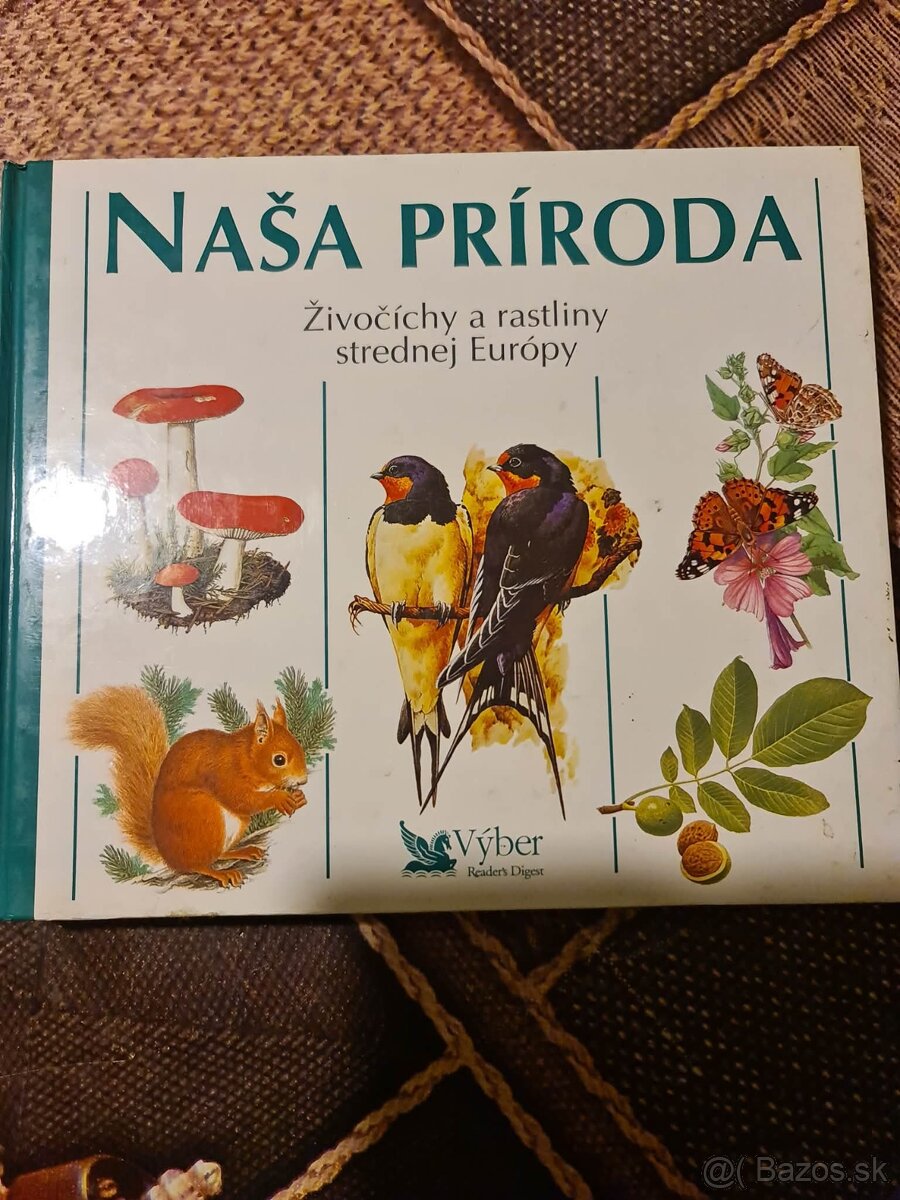 NAŠA PRÍRODA
Živočíchy a rastliny
strednej Európy
Výber
Reader's Digest
@( Bazos.sk